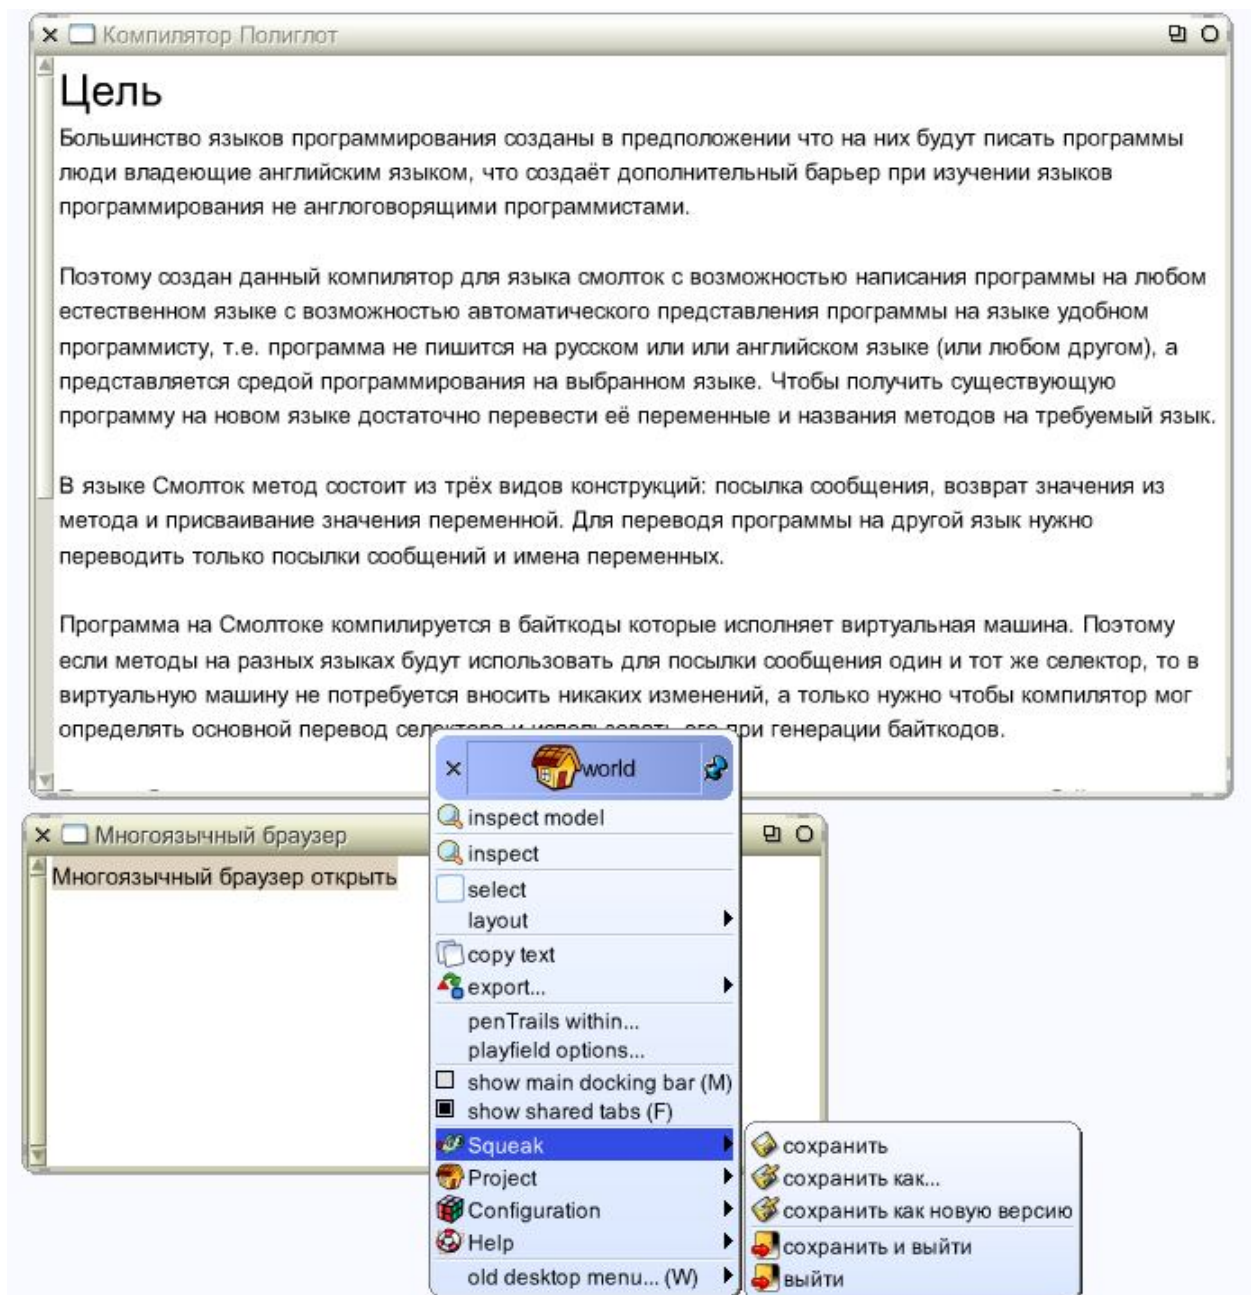 Компилятор Полиглот
Цель
Большинство языков программирования созданы в предположении что на них будут писать программы
люди владеющие английским языком, что создаёт дополнительный барьер при изучении языков
программирования не англоговорящими программистами.
Поэтому создан данный компилятор для языка смолток с возможностью написания программы на любом
естественном языке с возможностью автоматического представления программы на языке удобном
программисту, т.е. программа не пишится на русском или или английском языке (или любом другом), а
представляется средой программирования на выбранном языке. Чтобы получить существующую
программу на новом языке достаточно перевести её переменные и названия методов на требуемый язык.
В языке Смолток метод состоит из трёх видов конструкций: посылка сообщения, возврат значения из
метода и присваивание значения переменной. Для переводя программы на другой язык нужно
переводить только посылки сообщений и имена переменных.
Программа на Смолтоке компилируется в байткоды которые исполняет виртуальная машина. Поэтому
если методы на разных языках будут использовать для посылки сообщения один и тот же селектор, то в
виртуальную машину не потребуется вносить никаких изменений, а только нужно чтобы компилятор мог
определять основной перевод селектора и использовать его при генерации байткодов.
world
inspect model
inspect
select
layout
copy text
export...
penTrails within...
playfield options...
show main docking bar (M)
show shared tabs (F)
Squeak
Project
Configuration
Help
old desktop menu... (W)
Многоязычный браузер
Многоязычный браузер открыть
сохранить
сохранить как...
сохранить как новую версию
сохранить и выйти
выйти